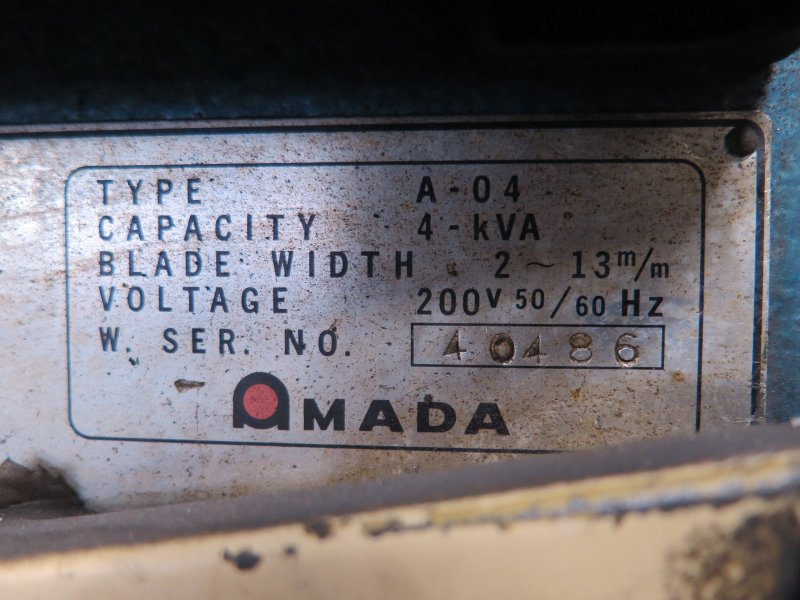 TYPE A-04
CAPACITY 4-kVA
BLADE WIDTH 2~13m/m
VOLTAGE 200V 50/60 Hz
W. SER. NO. 40486
AMADA